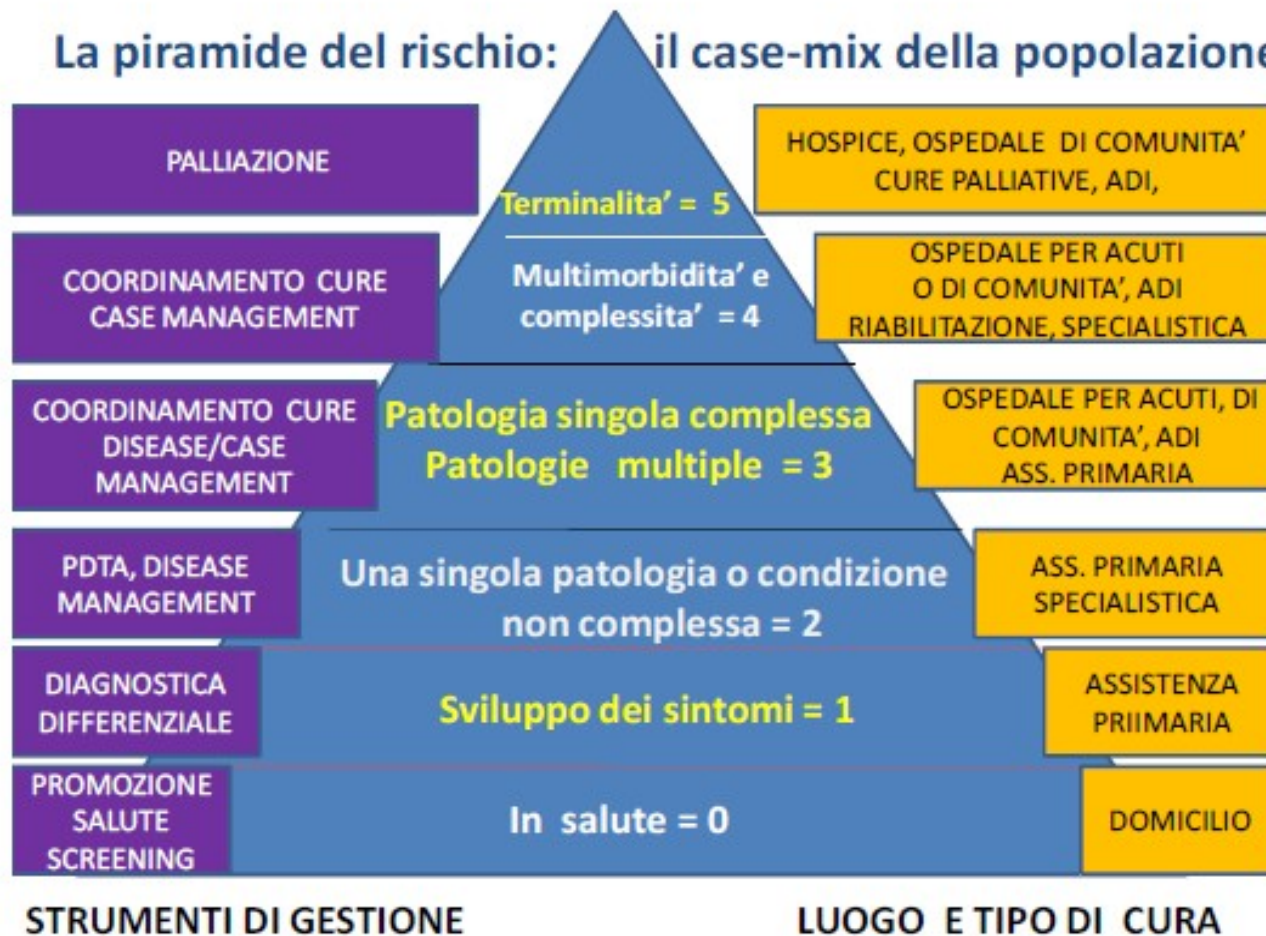 La piramide del rischio: il case-mix della popolazione
PALLIAZIONE
Terminalita' = 5
HOSPICE, OSPEDALE DI COMUNITA'
CURE PALLIATIVE, ADI,
COORDINAMENTO CURE
CASE MANAGEMENT
Multimorbidita' e
complessita' = 4
OSPEDALE PER ACUTI
O DI COMUNITA', ADI
RIABILITAZIONE, SPECIALISTICA
COORDINAMENTO CURE
DISEASE/CASE
MANAGEMENT
Patologia singola complessa
Patologie multiple = 3
OSPEDALE PER ACUTI, DI
COMUNITA', ADI
ASS. PRIMARIA
PDTA, DISEASE
MANAGEMENT
Una singola patologia o condizione
non complessa = 2
ASS. PRIMARIA
SPECIALISTICA
DIAGNOSTICA
DIFFERENZIALE
Sviluppo dei sintomi = 1
ASSISTENZA
PRIIMARIA
PROMOZIONE
SALUTE
SCREENING
In salute = 0
DOMICILIO
STRUMENTI DI GESTIONE
LUOGO E TIPO DI CURA